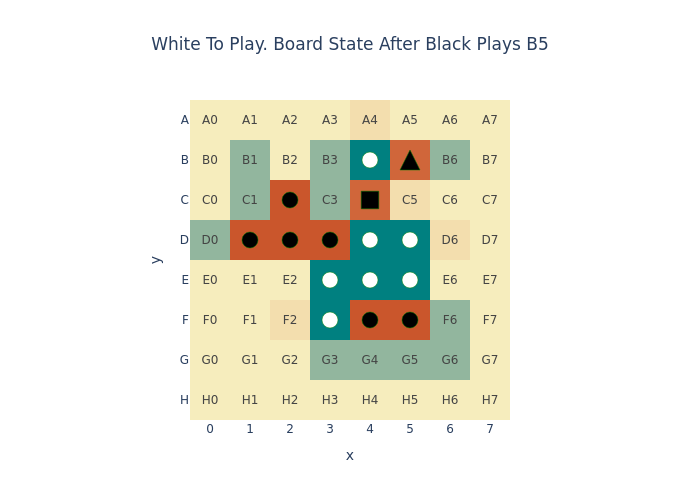 White To Play. Board State After Black Plays B5
A A0 A1 A2 A3 A4 A5 A6 A7
B B0 B1 B2 B3 B6 B7
C C0 C1 C3 C5 C6 C7
D D0 D6 D7
y
E E0 E1 E2 E6 E7
F F0 F1 F2 F6 F7
G G0 G1 G2 G3 G4 G5 G6 G7
H H0 H1 H2 H3 H4 H5 H6 H7
0 1 2 3 4 5 6 7
x